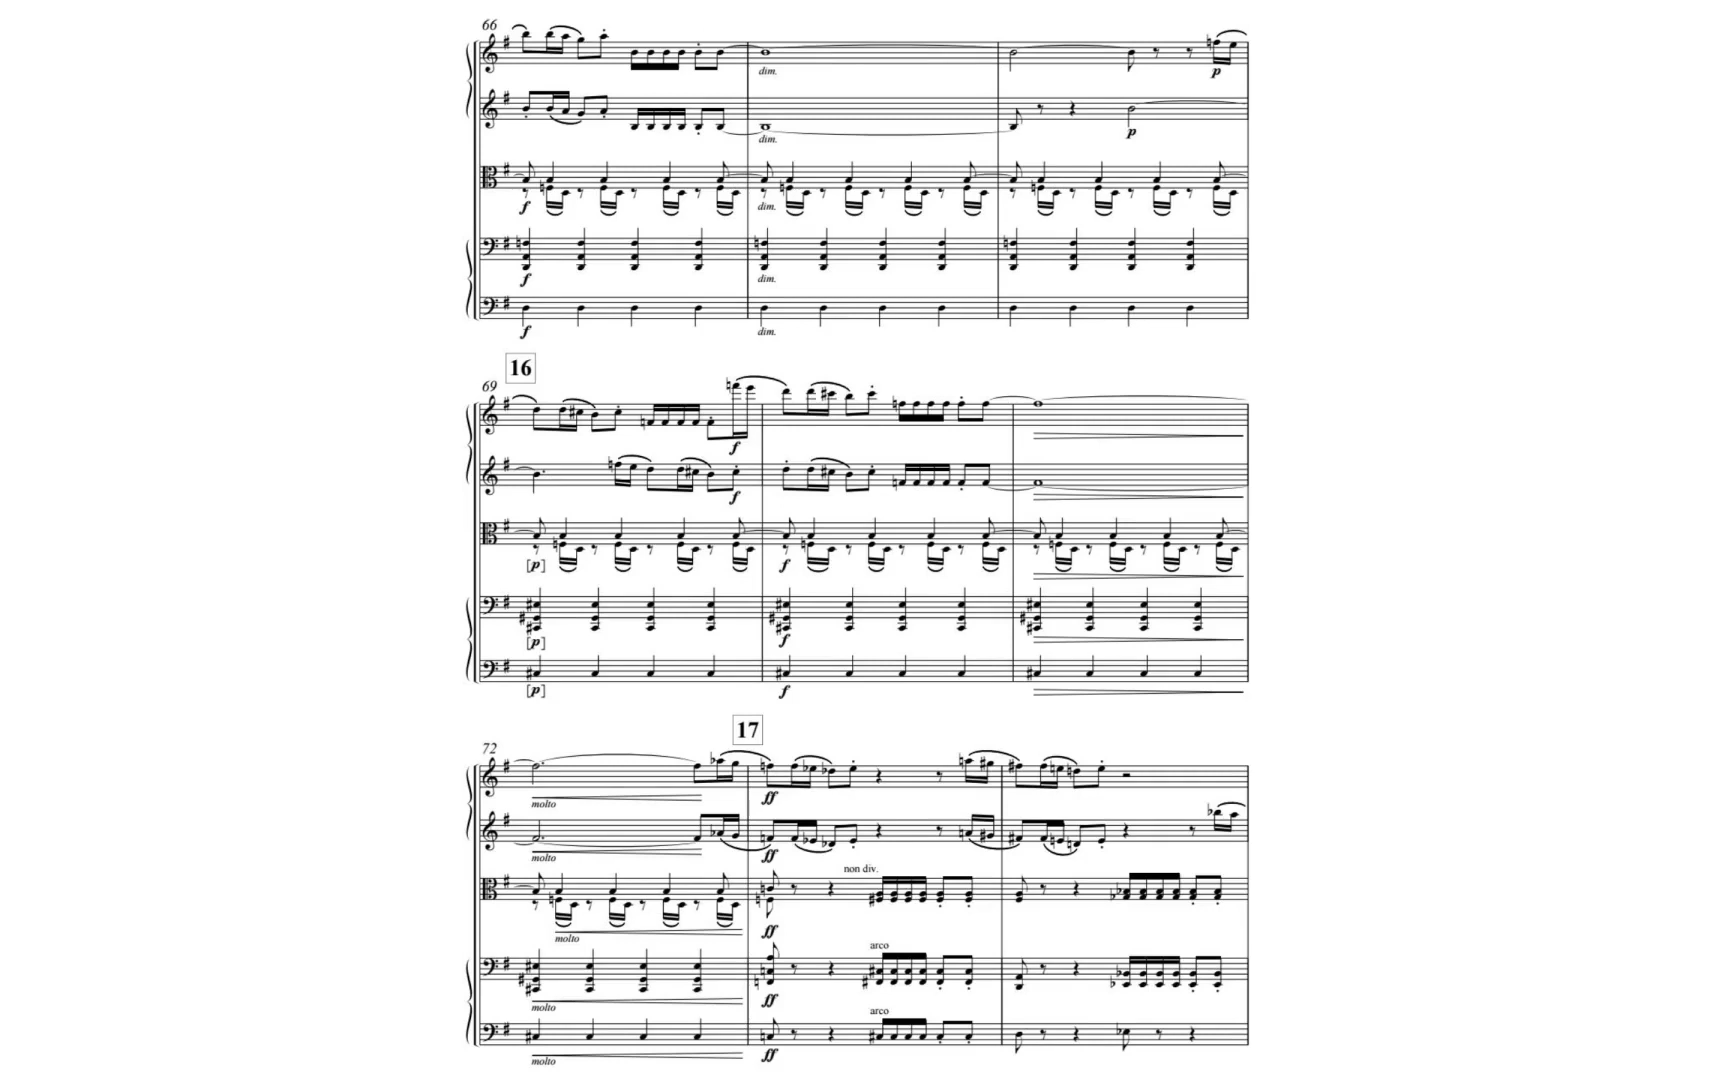 66
dim.
p
dim.
p
f
dim.
f
dim.
f
dim.
16
69
f
f
[p]
f
[p]
f
[p]
f
17
72
molto
ff
molto
ff
non div.
molto
ff
arco
molto
ff
arco
molto
ff